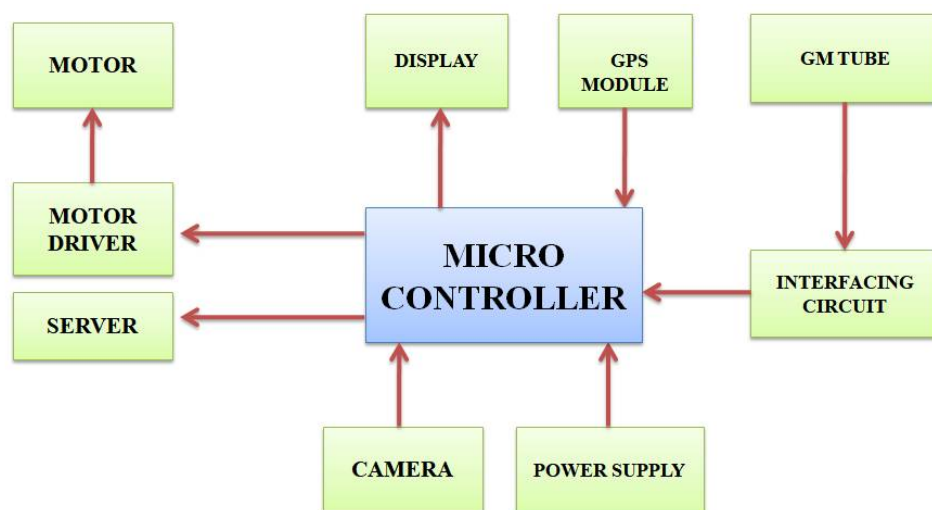 MOTOR
DISPLAY
GPS
MODULE
GM TUBE
MOTOR
DRIVER
MICRO
CONTROLLER
INTERFACING
CIRCUIT
SERVER
CAMERA
POWER SUPPLY